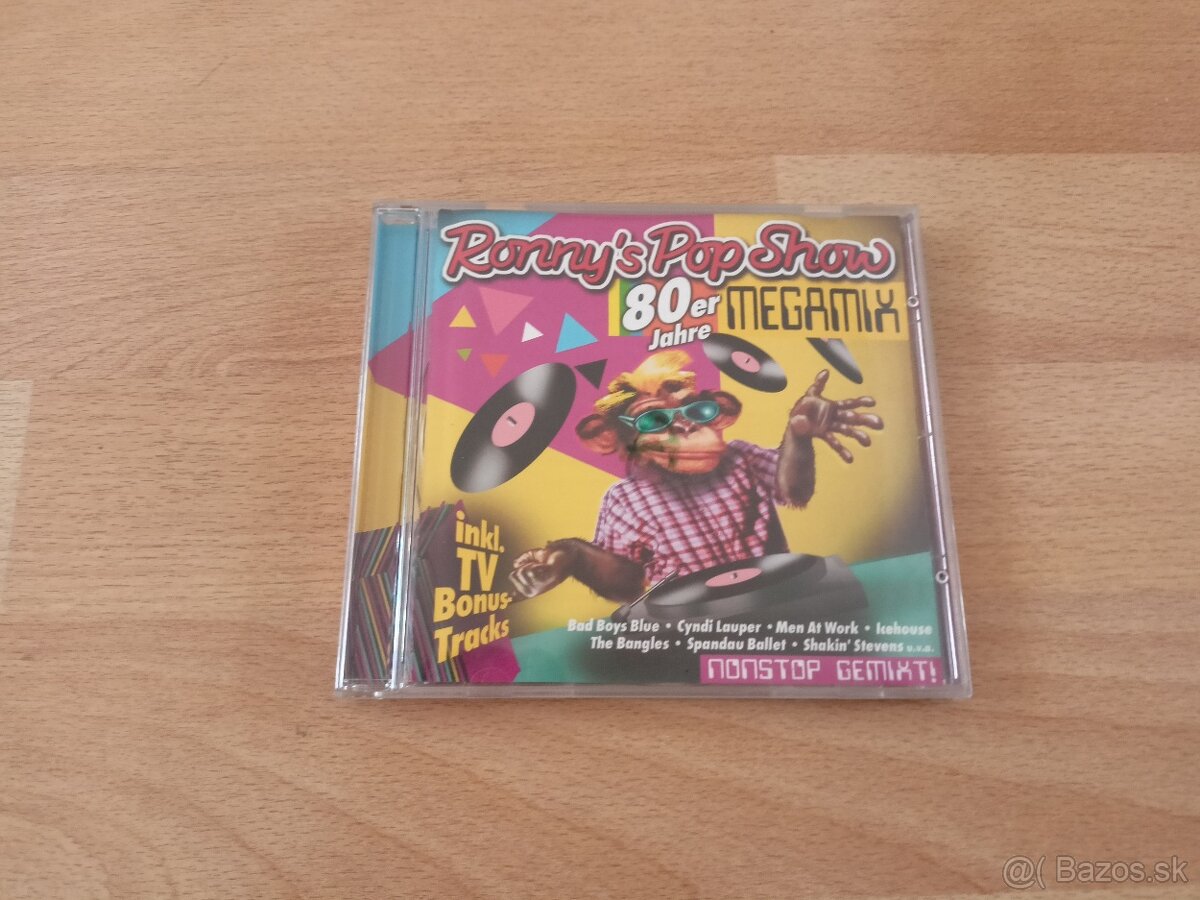 Ronny's Pop Show
80er
Jahre
MEGAMIX
inkl.
TV
Bonus-
Tracks
Bad Boys Blue • Cyndi Lauper • Men At Work • Icehouse
The Bangles • Spandau Ballet • Shakin' Stevens u.v.a.
NONSTOP GEMIXT!
@( Bazos.sk